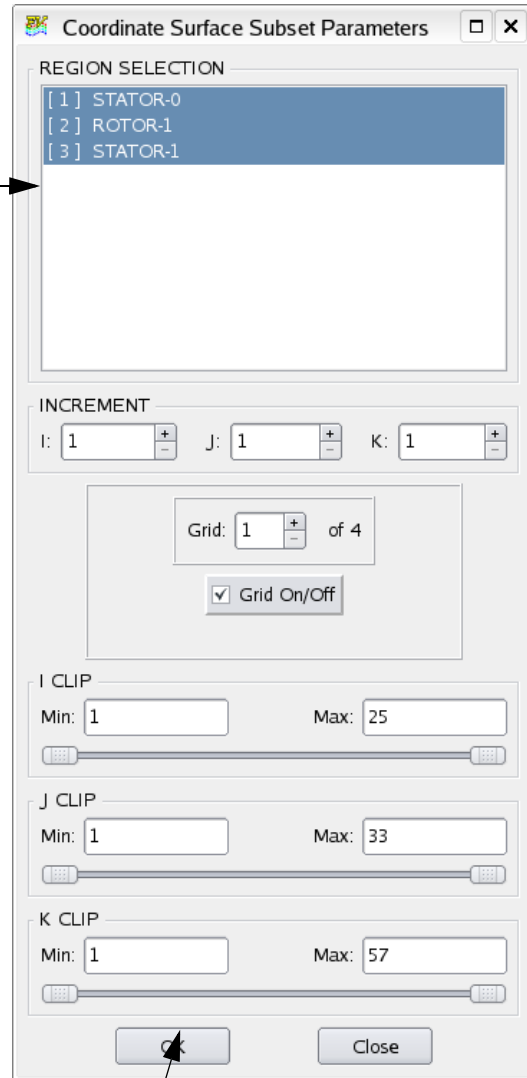 Coordinate Surface Subset Parameters
REGION SELECTION
[ 1 ] STATOR-0
[ 2 ] ROTOR-1
[ 3 ] STATOR-1
INCREMENT
I: 1 J: 1 K: 1
Grid: 1 of 4
Grid On/Off
I CLIP
Min: 1 Max: 25
J CLIP
Min: 1 Max: 33
K CLIP
Min: 1 Max: 57
OK Close